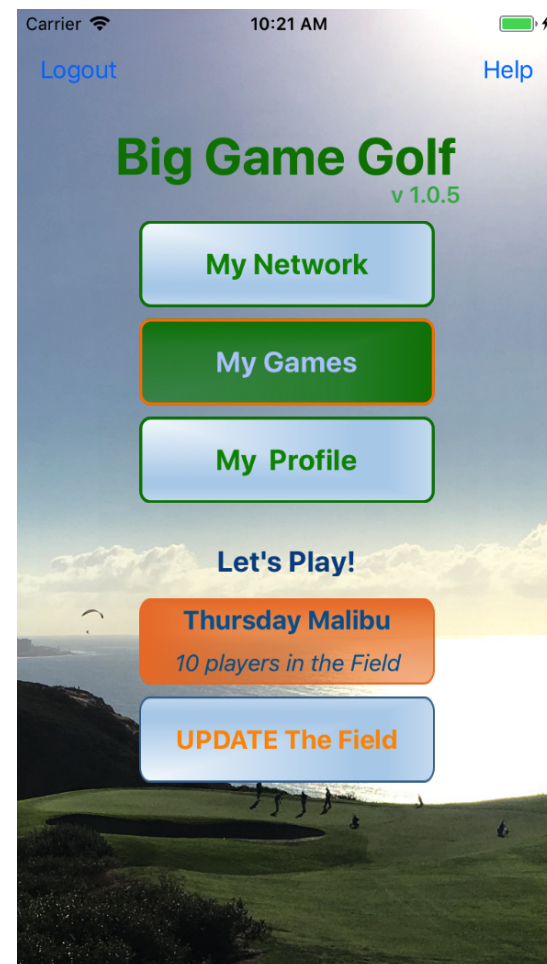 Carrier 10:21 AM
Logout Help
Big Game Golf
v 1.0.5
My Network
My Games
My Profile
Let's Play!
Thursday Malibu
10 players in the Field
UPDATE The Field